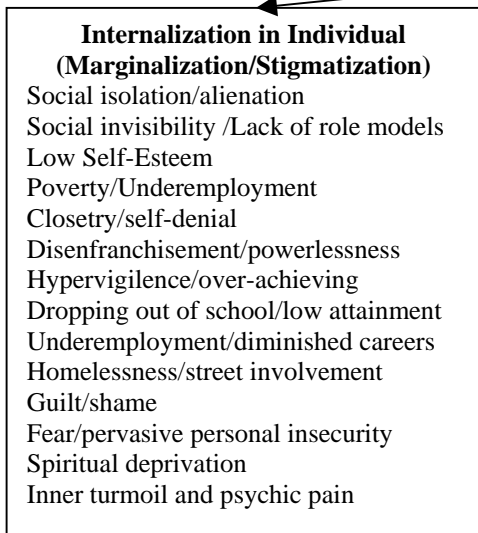 Internalization in Individual
(Marginalization/Stigmatization)
Social isolation/alienation
Social invisibility /Lack of role models
Low Self-Esteem
Poverty/Underemployment
Closetry/self-denial
Disenfranchisement/powerlessness
Hypervigilence/over-achieving
Dropping out of school/low attainment
Underemployment/diminished careers
Homelessness/street involvement
Guilt/shame
Fear/pervasive personal insecurity
Spiritual deprivation
Inner turmoil and psychic pain